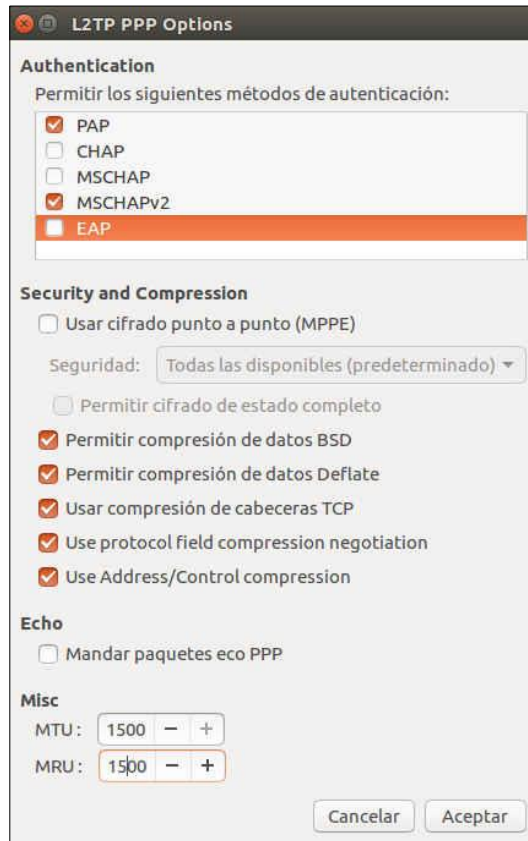 L2TP PPP Options
Authentication
Permitir los siguientes métodos de autenticación:
PAP
CHAP
MSCHAP
MSCHAPv2
EAP
Security and Compression
Usar cifrado punto a punto (MPPE)
Seguridad: Todas las disponibles (predeterminado)
Permitir cifrado de estado completo
Permitir compresión de datos BSD
Permitir compresión de datos Deflate
Usar compresión de cabeceras TCP
Use protocol field compression negotiation
Use Address/Control compression
Echo
Mandar paquetes eco PPP
Misc
MTU: 1500 − +
MRU: 1500 − +
Cancelar Aceptar